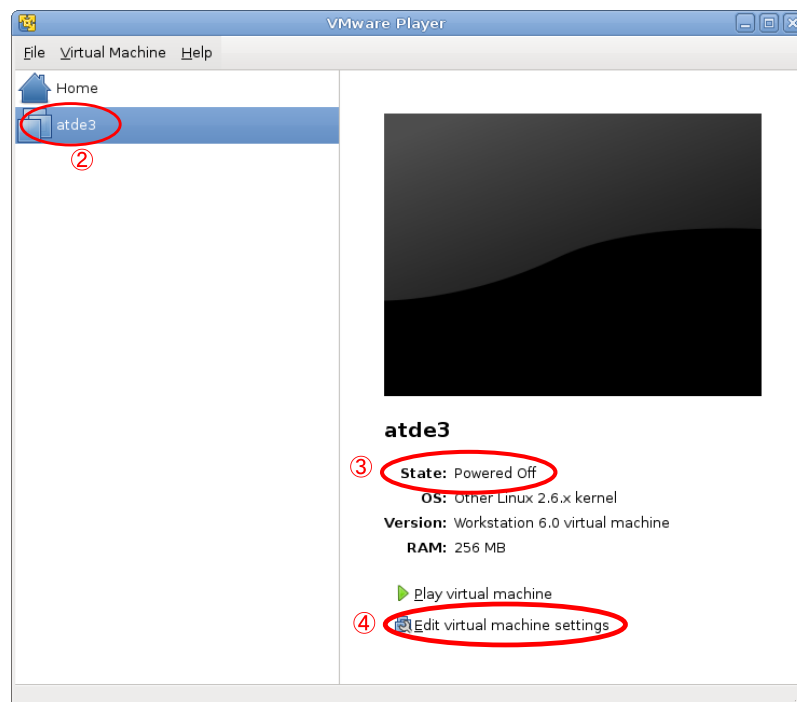 VMware Player
File Virtual Machine Help
Home
atde3
②
atde3
③ State: Powered Off
OS: Other Linux 2.6.x kernel
Version: Workstation 6.0 virtual machine
RAM: 256 MB
Play virtual machine
④ Edit virtual machine settings